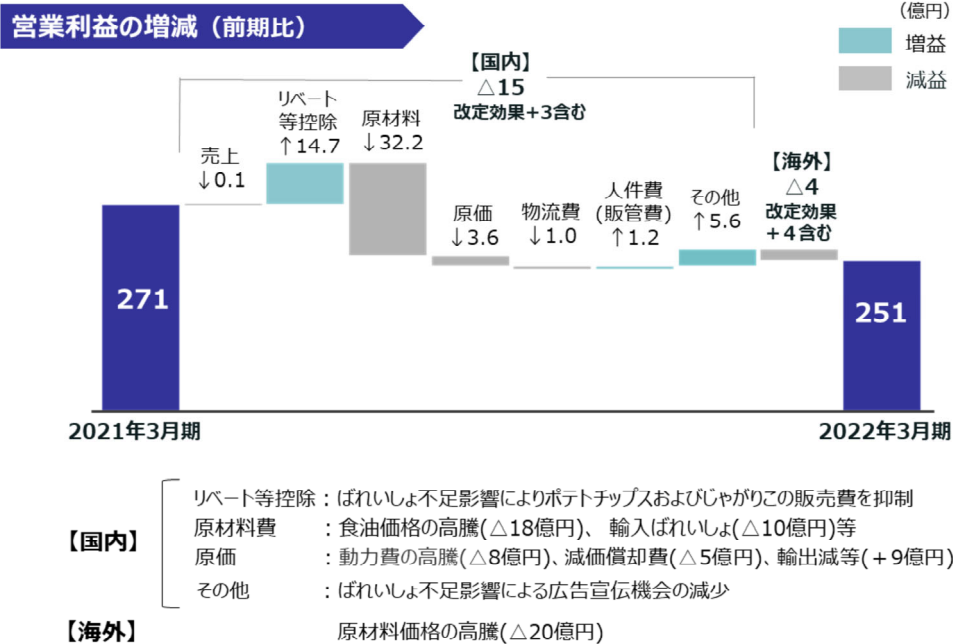 営業利益の増減（前期比）
（億円）
増益
減益
【国内】
△15
改定効果+3含む
売上
↓0.1
リベート
等控除
↑14.7
原材料
↓32.2
原価
↓3.6
物流費
↓1.0
人件費
(販管費)
↑1.2
その他
↑5.6
【海外】
△4
改定効果
＋4含む
271
251
2021年3月期
2022年3月期
【国内】
リベート等控除：ばれいしょ不足影響によりポテトチップスおよびじゃがりこの販売費を抑制
原材料費：食油価格の高騰(△18億円)、輸入ばれいしょ(△10億円)等
原価：動力費の高騰(△8億円)、減価償却費(△5億円)、輸出減等(＋9億円)
その他：ばれいしょ不足影響による広告宣伝機会の減少
【海外】 原材料価格の高騰(△20億円)